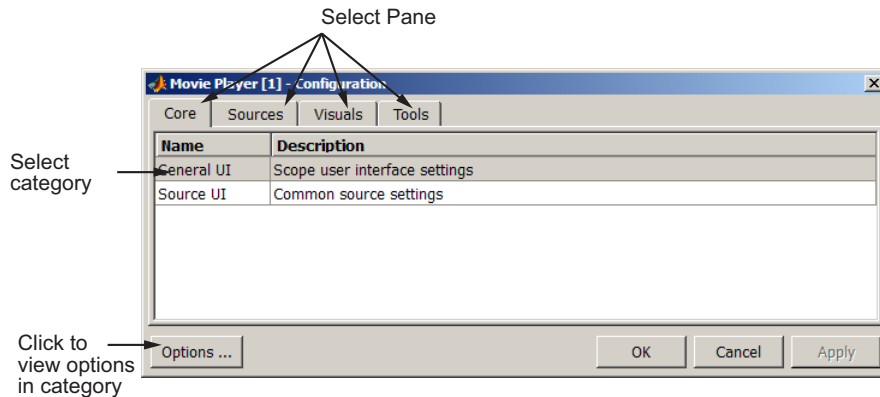 Select Pane
Movie Player [1] - Configuration
Core Sources Visuals Tools
Name Description
Select
category
General UI Scope user interface settings
Source UI Common source settings
Click to
view options
in category
Options ... OK Cancel Apply